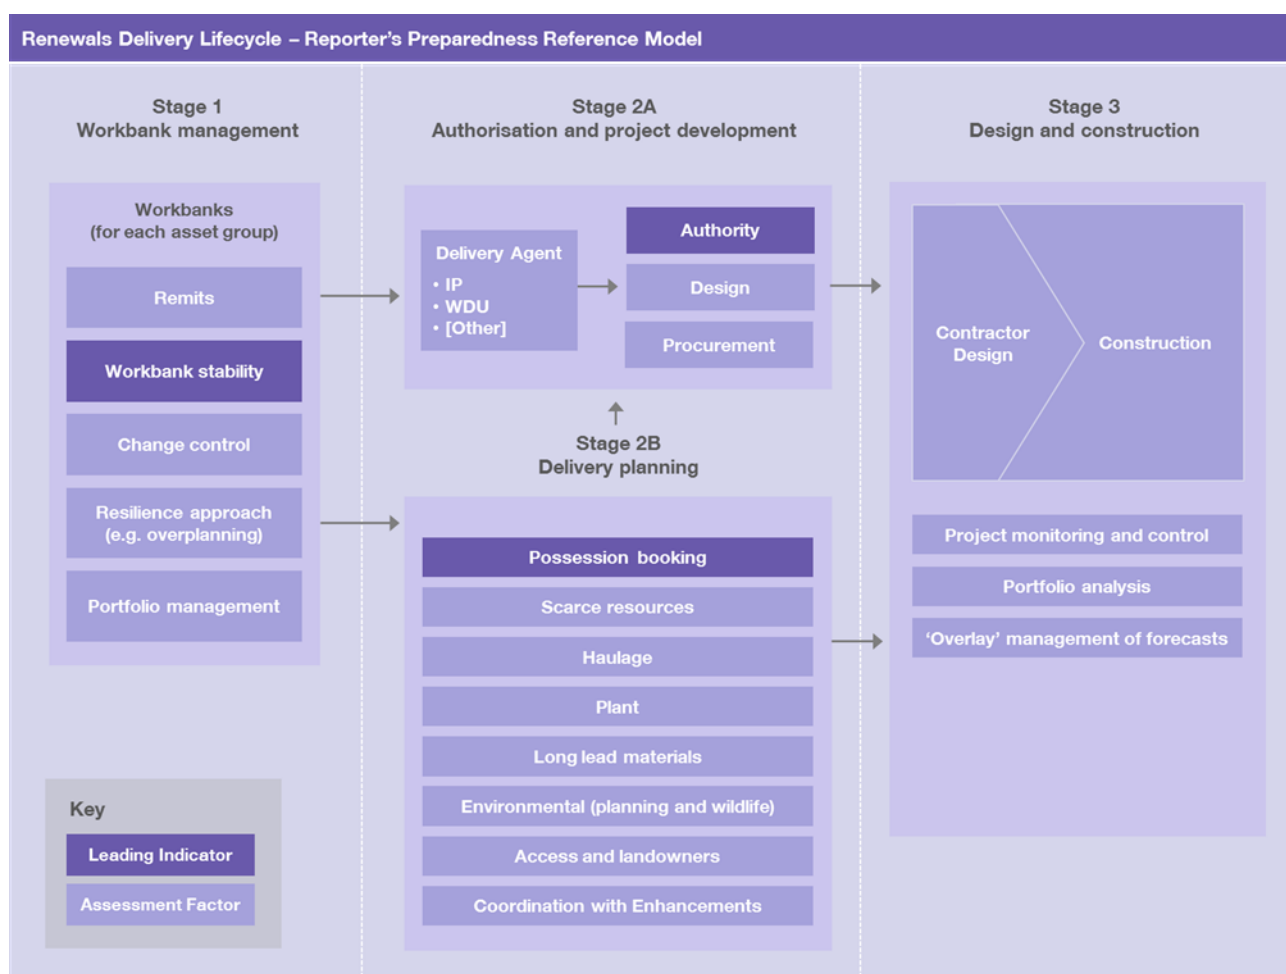 Renewals Delivery Lifecycle – Reporter's Preparedness Reference Model
Stage 1
Workbank management
Workbanks
(for each asset group)
Remits
Workbank stability
Change control
Resilience approach
(e.g. overplanning)
Portfolio management
Key
Leading Indicator
Assessment Factor
Stage 2A
Authorisation and project development
Delivery Agent
• IP
• WDU
• [Other]
Authority
Design
Procurement
Stage 2B
Delivery planning
Possession booking
Scarce resources
Haulage
Plant
Long lead materials
Environmental (planning and wildlife)
Access and landowners
Coordination with Enhancements
Stage 3
Design and construction
Contractor
Design
Construction
Project monitoring and control
Portfolio analysis
‘Overlay’ management of forecasts